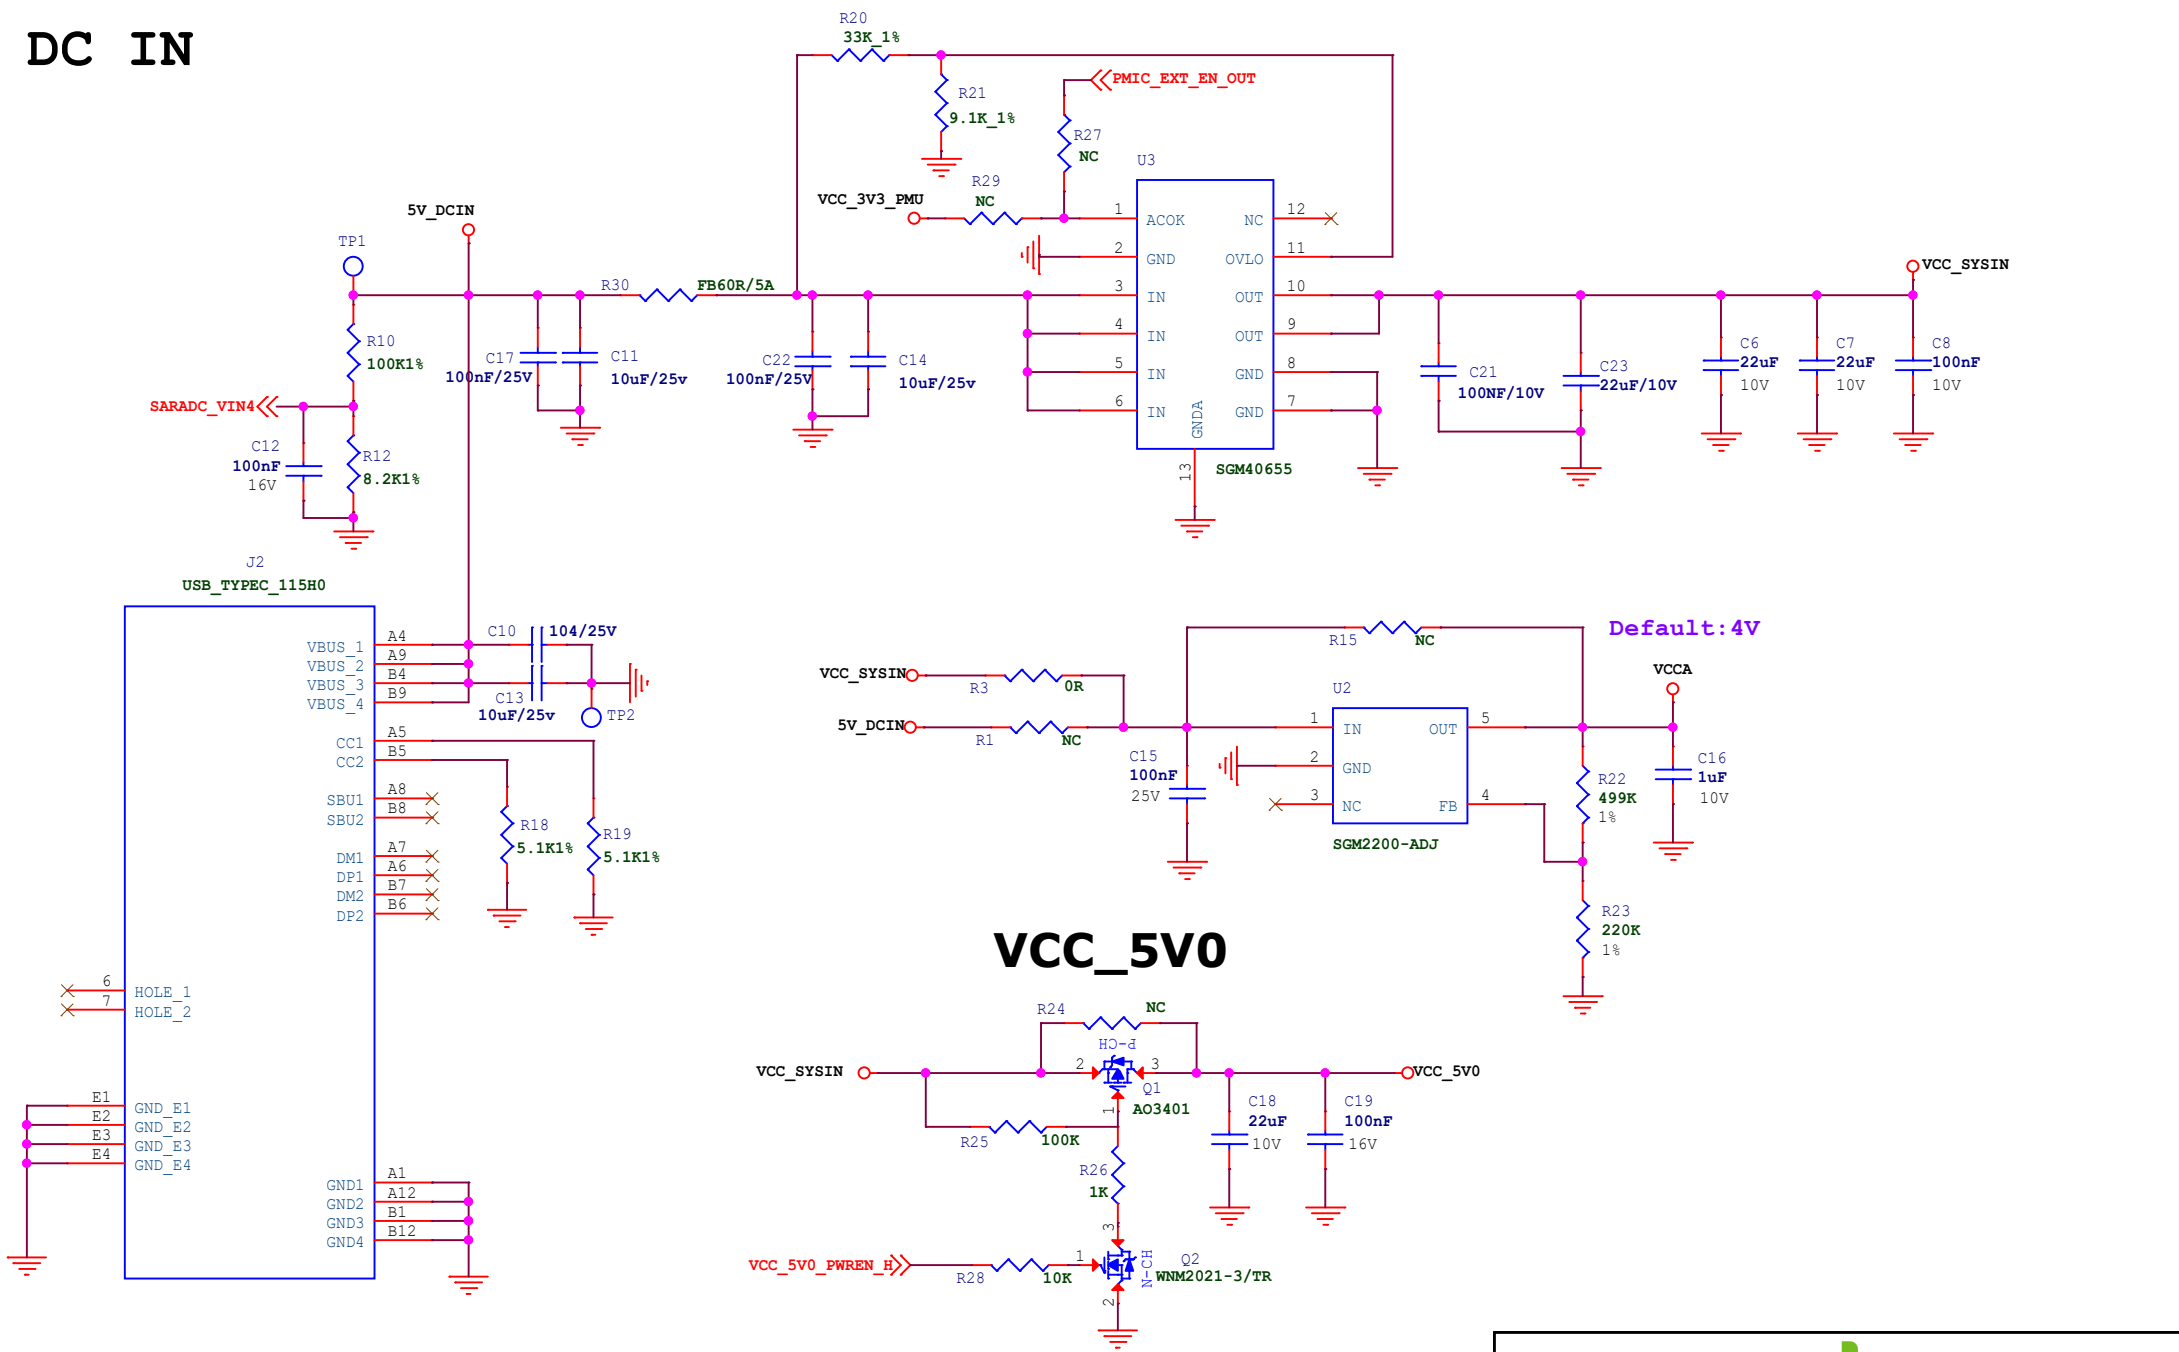 DC IN
R20
33K_1%
R21
9.1K_1%
PMIC_EXT_EN_OUT
R27
NC
VCC_3V3_PMU
R29
NC
U3
1
ACOK
2
GND
3
IN
4
IN
5
IN
6
IN
12
NC
11
OVLO
10
OUT
9
OUT
8
GND
7
GND
GNDA
13
SGM40655
5V_DCIN
TP1
R30
FB60R/5A
R10
100K1%
SARADC_VIN4
C12
100nF
16V
R12
8.2K1%
C17
100nF/25V
C11
10uF/25v
C22
100nF/25V
C14
10uF/25v
C21
100NF/10V
C23
22uF/10V
C6
22uF
10V
C7
22uF
10V
C8
100nF
10V
VCC_SYSIN
J2
USB_TYPEC_115H0
VBUS_1
A4
VBUS_2
A9
VBUS_3
B4
VBUS_4
B9
CC1
A5
CC2
B5
SBU1
A8
SBU2
B8
DM1
A7
DP1
A6
DM2
B7
DP2
B6
6
HOLE_1
7
HOLE_2
E1
GND_E1
E2
GND_E2
E3
GND_E3
E4
GND_E4
GND1
A1
GND2
A12
GND3
B1
GND4
B12
C10
104/25V
C13
10uF/25v
TP2
R18
5.1K1%
R19
5.1K1%
R15
NC
Default:4V
VCC_SYSIN
R3
0R
5V_DCIN
R1
NC
C15
100nF
25V
U2
1
IN
2
GND
3
NC
5
OUT
4
FB
SGM2200-ADJ
VCCA
R22
499K
1%
C16
1uF
10V
R23
220K
1%
VCC_5V0
R24
NC
VCC_SYSIN
P-CH
2
3
1
Q1
AO3401
VCC_5V0
R25
100K
R26
1K
C18
22uF
10V
C19
100nF
16V
VCC_5V0_PWREN_H
R28
10K
1
3
2
N-CH
Q2
WNM2021-3/TR